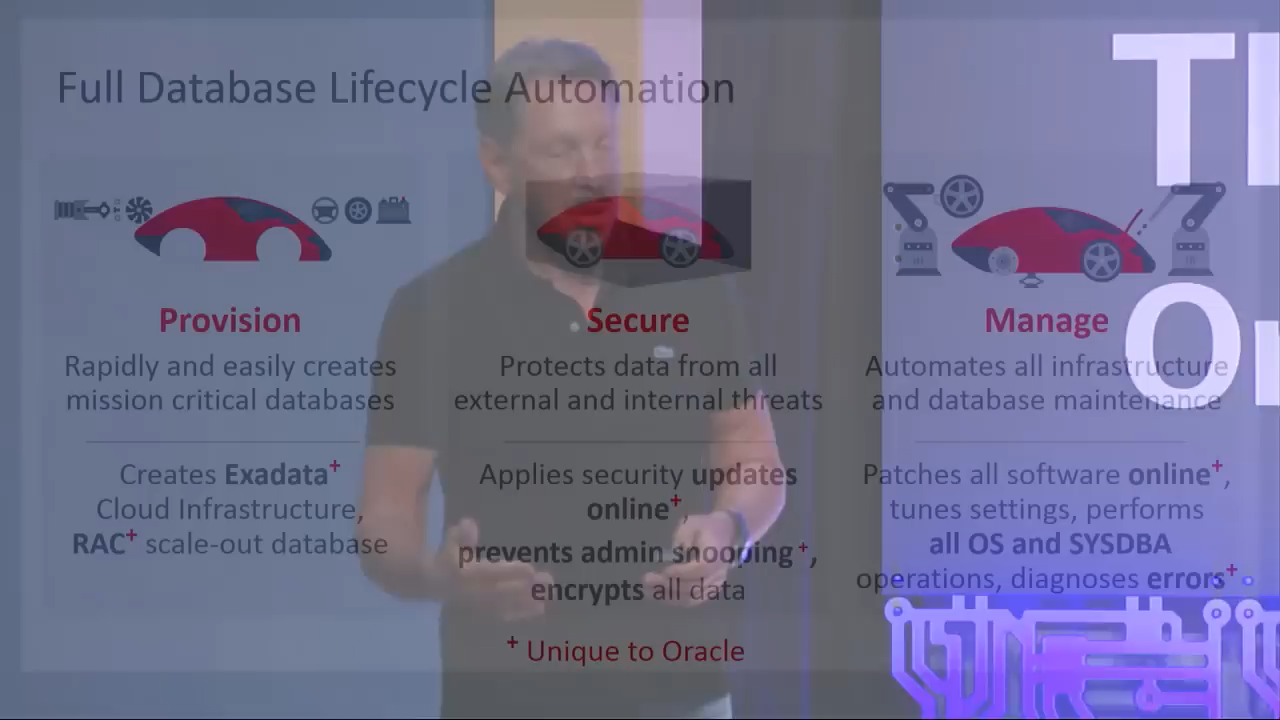 Full Database Lifecycle Automation
Provision
Rapidly and easily creates
mission critical databases
Creates Exadata+
Cloud Infrastructure,
RAC+ scale-out database
Secure
Protects data from all
external and internal threats
Applies security updates
online+,
prevents admin snooping+,
encrypts all data
Manage
Automates all infrastructure
and database maintenance
Patches all software online+,
tunes settings, performs
all OS and SYSDBA
operations, diagnoses errors+
+ Unique to Oracle